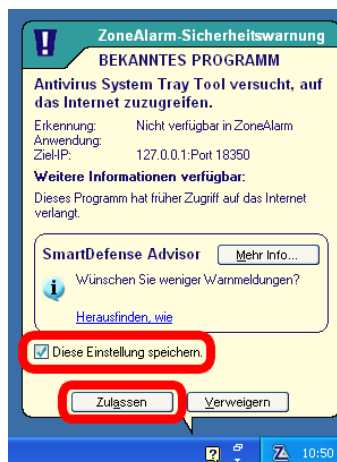 ZoneAlarm-Sicherheitswarnung
BEKANNTES PROGRAMM
Antivirus System Tray Tool versucht, auf
das Internet zuzugreifen.
Erkennung: Nicht verfügbar in ZoneAlarm
Anwendung:
Ziel-IP: 127.0.0.1:Port 18350
Weitere Informationen verfügbar:
Dieses Programm hat früher Zugriff auf das Internet
verlangt.
SmartDefense Advisor Mehr Info...
Wünschen Sie weniger Warnmeldungen?
Herausfinden, wie
Diese Einstellung speichern.
Zulassen Verweigern
10:50